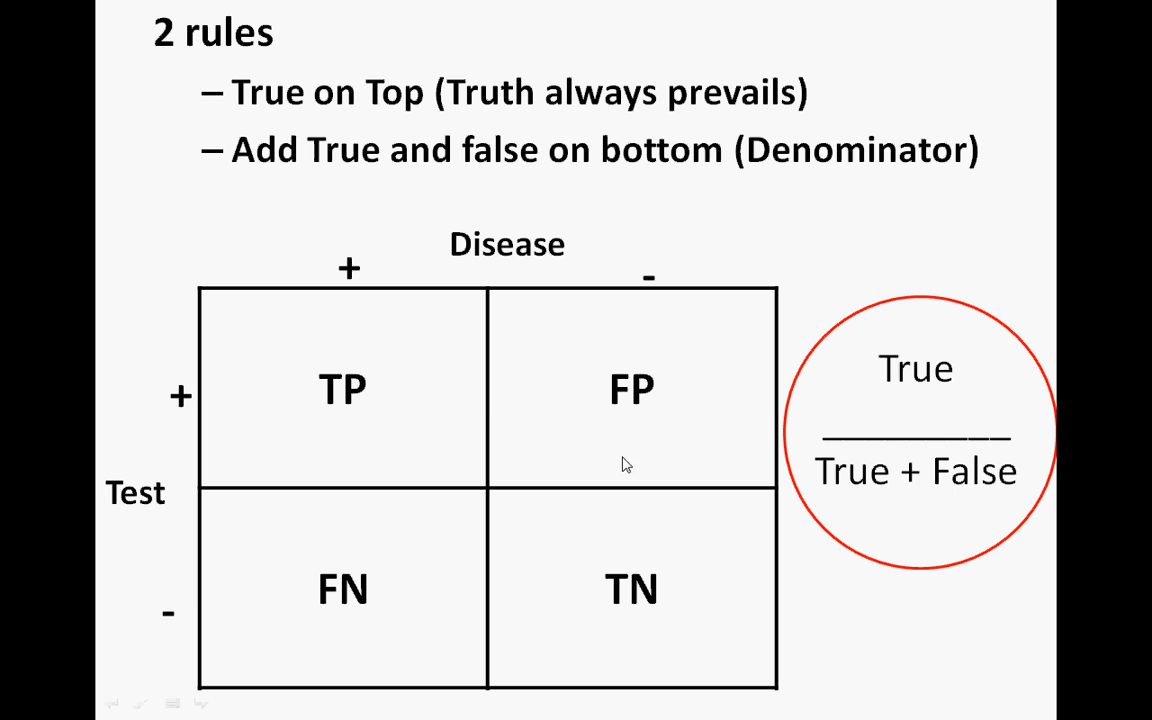 2 rules
– True on Top (Truth always prevails)
– Add True and false on bottom (Denominator)
Disease
+ -
+ TP FP
True
_________
True + False
Test
- FN TN